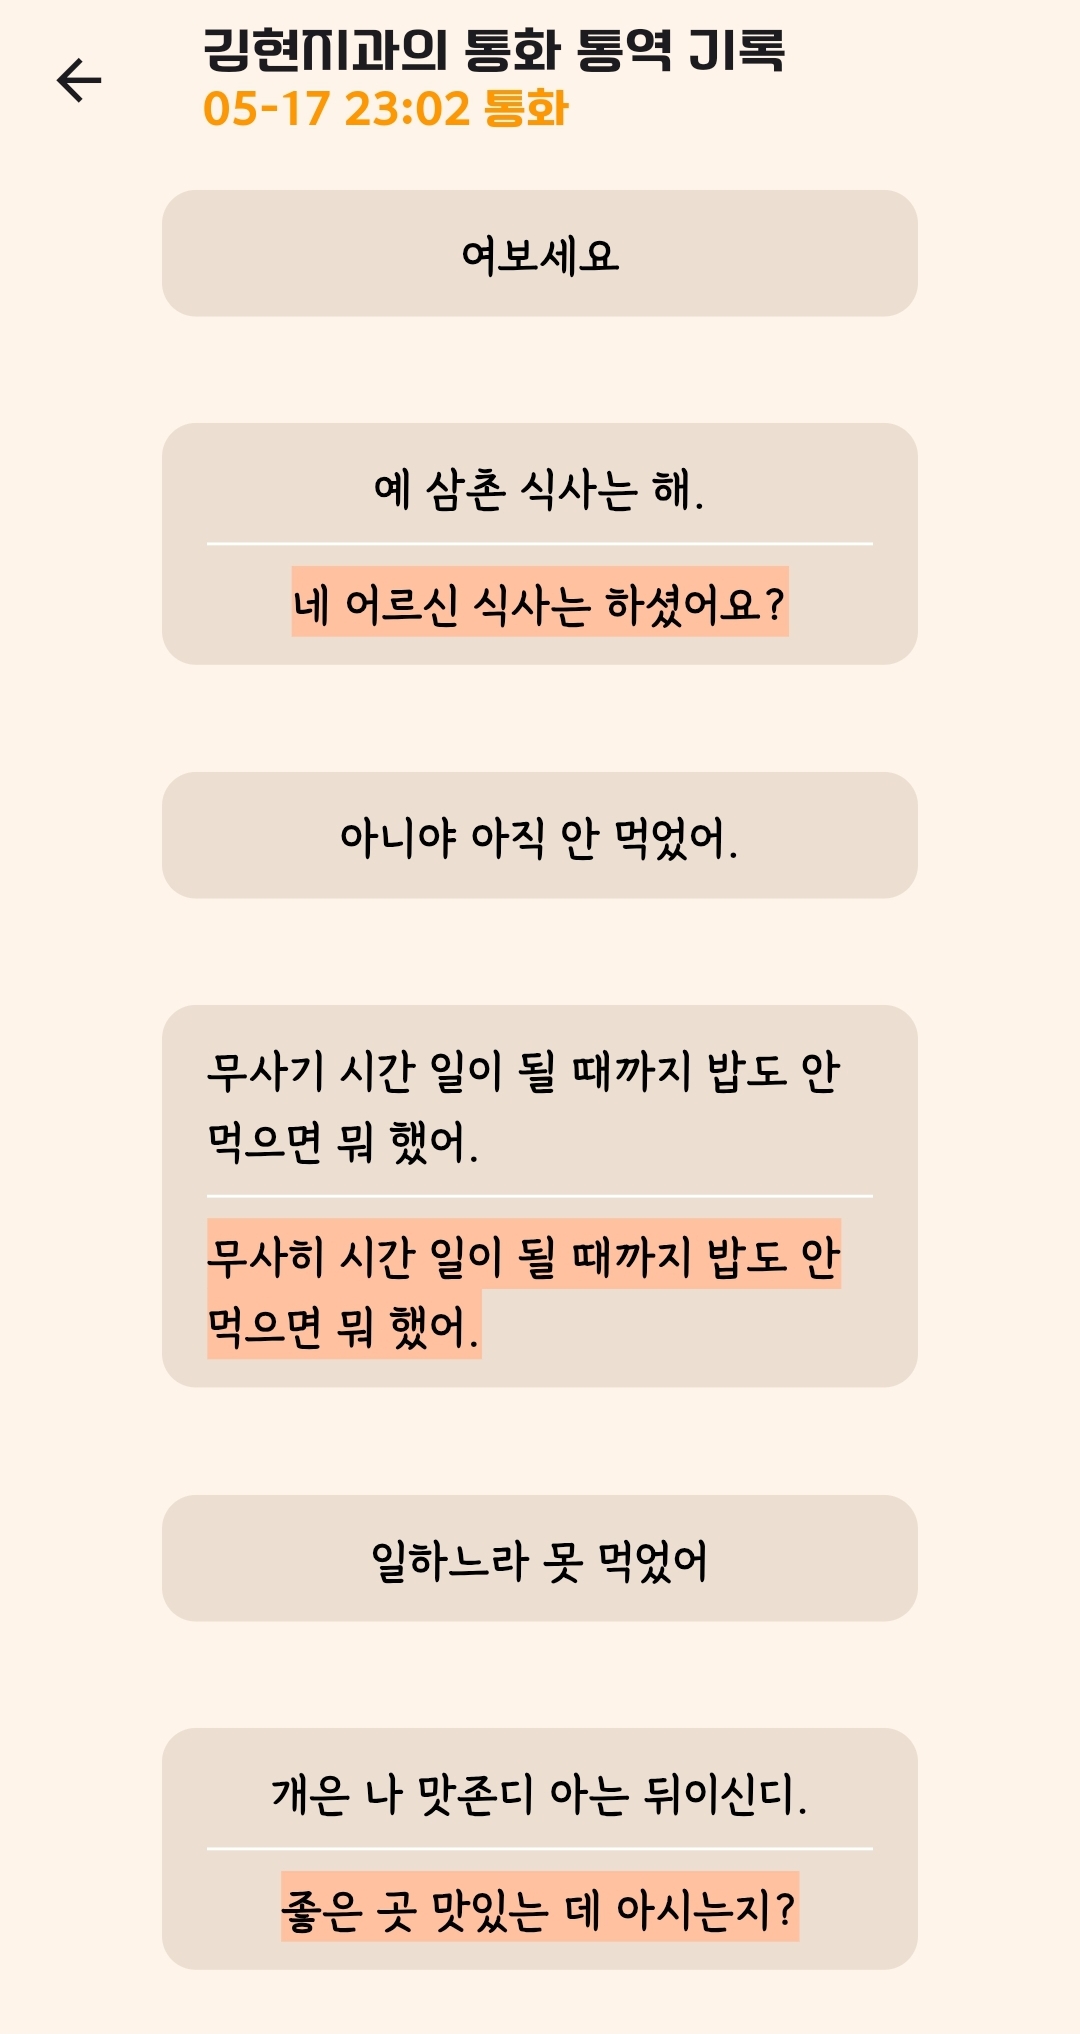 김현지과의 통화 통역 기록
05-17 23:02 통화
여보세요
예 삼촌 식사는 해.
네 어르신 식사는 하셨어요?
아니야 아직 안 먹었어.
무사기 시간 일이 될 때까지 밥도 안
먹으면 뭐 했어.
무사히 시간 일이 될 때까지 밥도 안
먹으면 뭐 했어.
일하느라 못 먹었어
개은 나 맛존디 아는 뒤이신디.
좋은 곳 맛있는 데 아시는지?